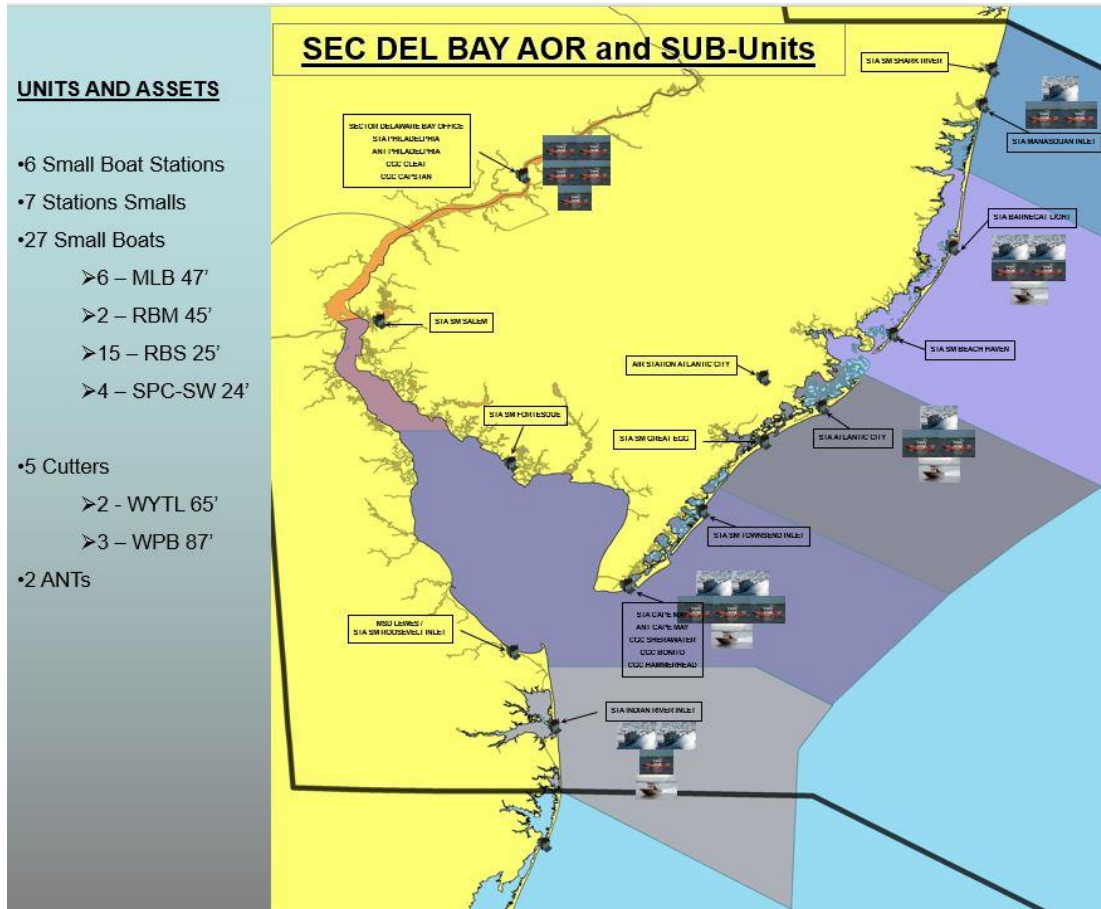 SEC DEL BAY AOR and SUB-Units
UNITS AND ASSETS
•6 Small Boat Stations
•7 Stations Smalls
•27 Small Boats
➢6 – MLB 47’
➢2 – RBM 45’
➢15 – RBS 25’
➢4 – SPC-SW 24’
•5 Cutters
➢2 - WYTL 65’
➢3 – WPB 87’
•2 ANTs
STA SM SHARK RIVER
STA MANASQUAN INLET
SECTOR DELAWARE BAY OFFICE
STA PHILADELPHIA
ANT PHILADELPHIA
CGC CLEAT
CGC CAPSTAN
STA BARNEGAT LIGHT
STA SM SALEM
STA SM BEACH HAVEN
AIR STATION ATLANTIC CITY
STA SM FORTESQUE
STA SM GREAT EGG
STA ATLANTIC CITY
STA SM TOWNSEND INLET
MSD LEWES /
STA SM ROOSEVELT INLET
STA CAPE MAY
ANT CAPE MAY
CGC SHERAWATER
CGC BONITO
CGC HAMMERHEAD
STA INDIAN RIVER INLET